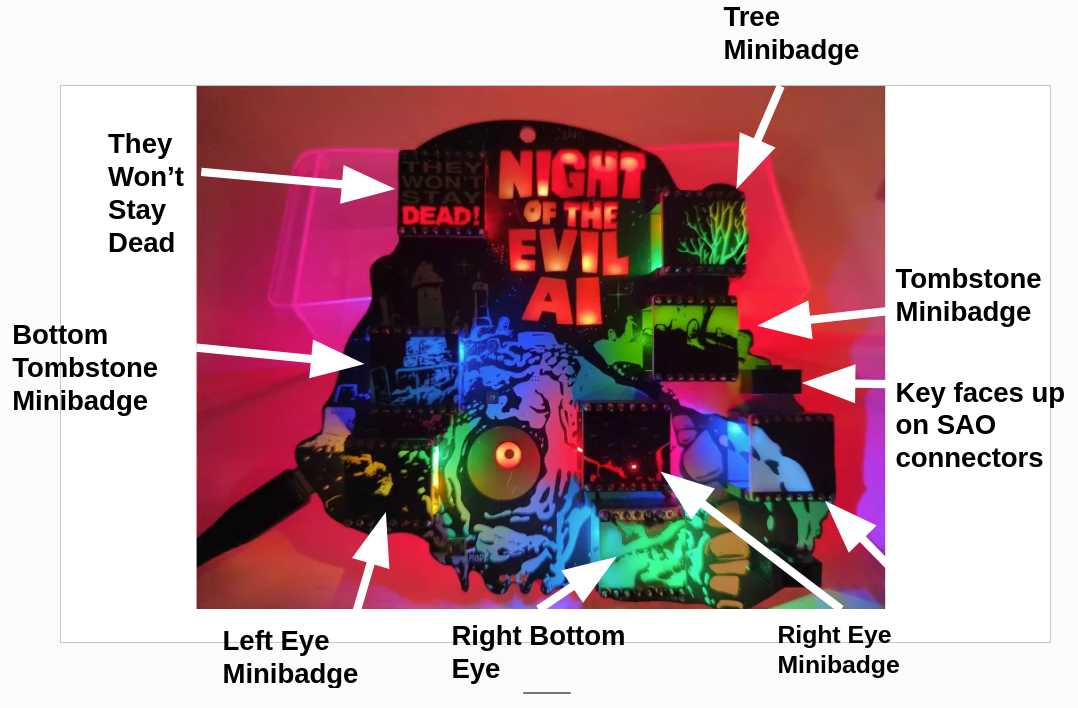 Tree
Minibadge
They
Won't
Stay
Dead
THEY
WON'T
STAY
DEAD!
NIGHT
OF THE
EVIL
AI
Tombstone
Minibadge
Bottom
Tombstone
Minibadge
Key faces up
on SAO
connectors
Left Eye
Minibadge
Right Bottom
Eye
Right Eye
Minibadge